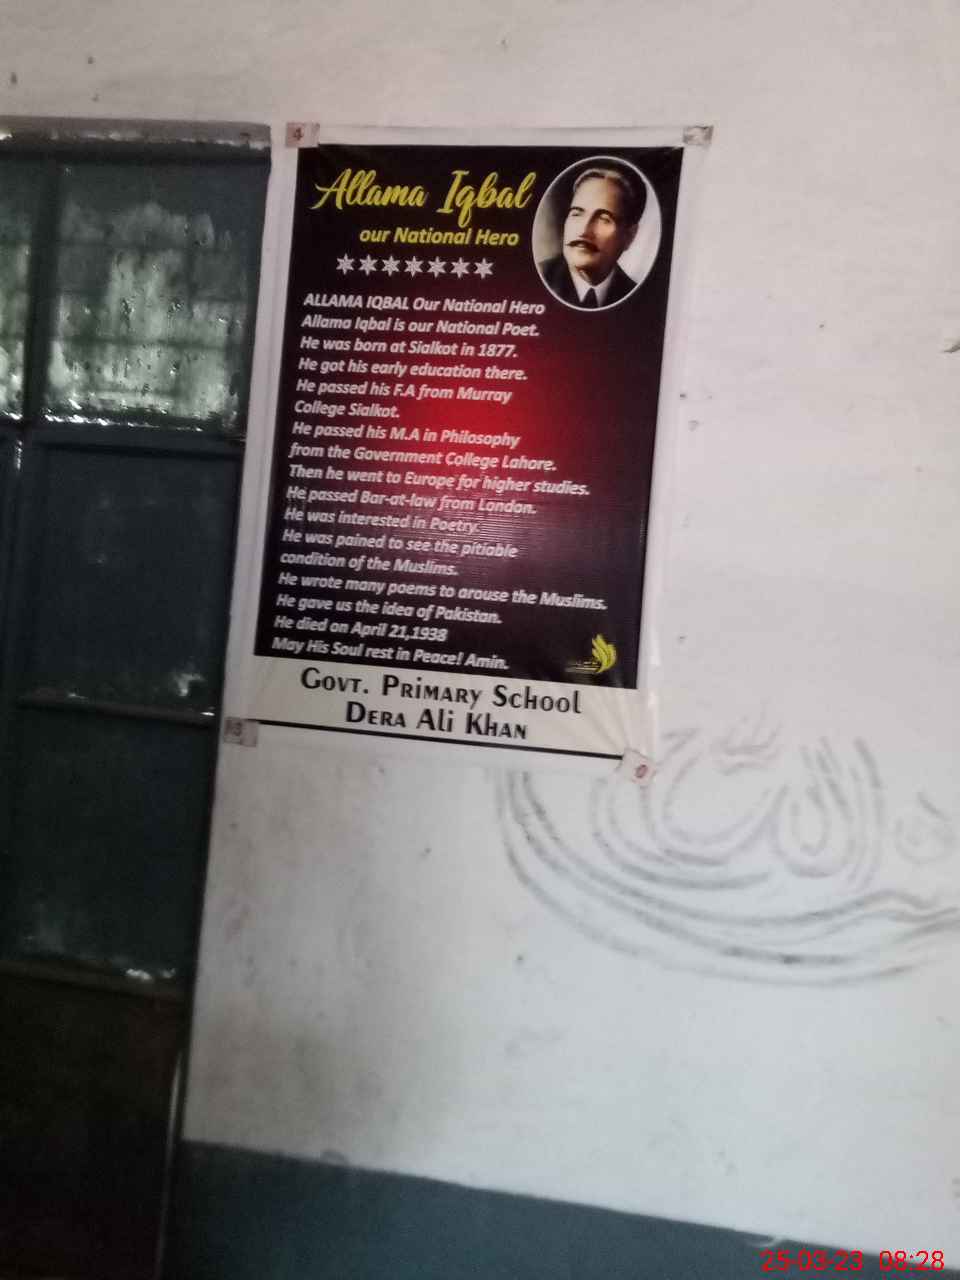 Allama Iqbal
our National Hero
ALLAMA IQBAL Our National Hero
Allama Iqbal is our National Poet.
He was born at Sialkot in 1877.
He got his early education there.
He passed his F.A from Murray
College Sialkot.
He passed his M.A in Philosophy
from the Government College Lahore.
Then he went to Europe for higher studies.
He passed Bar-at-law from London.
He was interested in Poetry.
He was pained to see the pitiable
condition of the Muslims.
He wrote many poems to arouse the Muslims.
He gave us the idea of Pakistan.
He died on April 21,1938
May His Soul rest in Peace! Amin.
Govt. Primary School
Dera Ali Khan
25-03-23 08:28